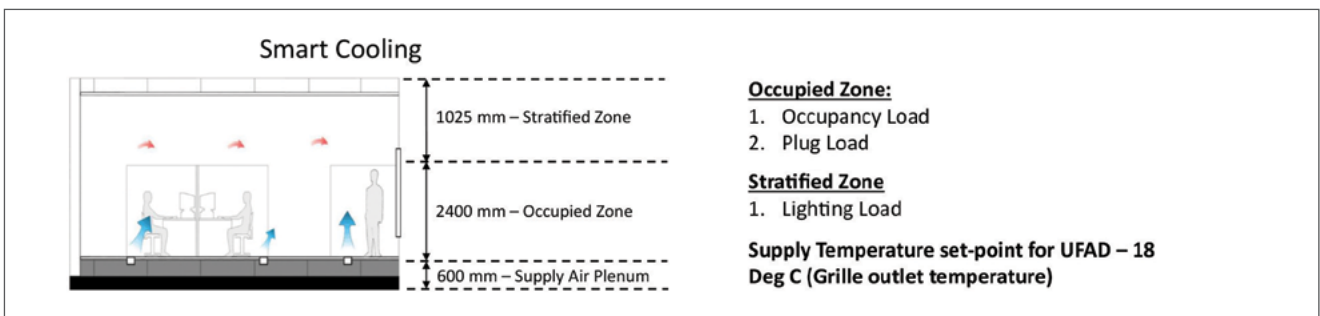 Smart Cooling
1025 mm – Stratified Zone
2400 mm – Occupied Zone
600 mm – Supply Air Plenum
Occupied Zone:
1. Occupancy Load
2. Plug Load
Stratified Zone
1. Lighting Load
Supply Temperature set-point for UFAD – 18
Deg C (Grille outlet temperature)